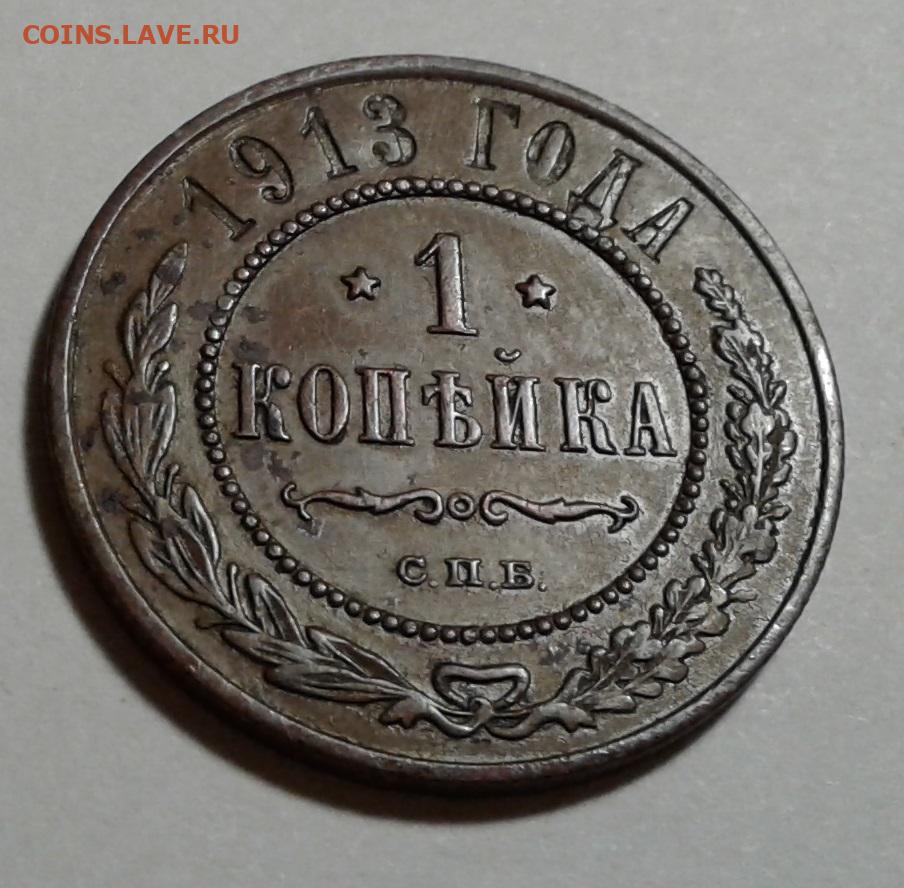 COINS.LAVE.RU
1913 ГОДА
1
КОПѢЙКА
С.П.Б.